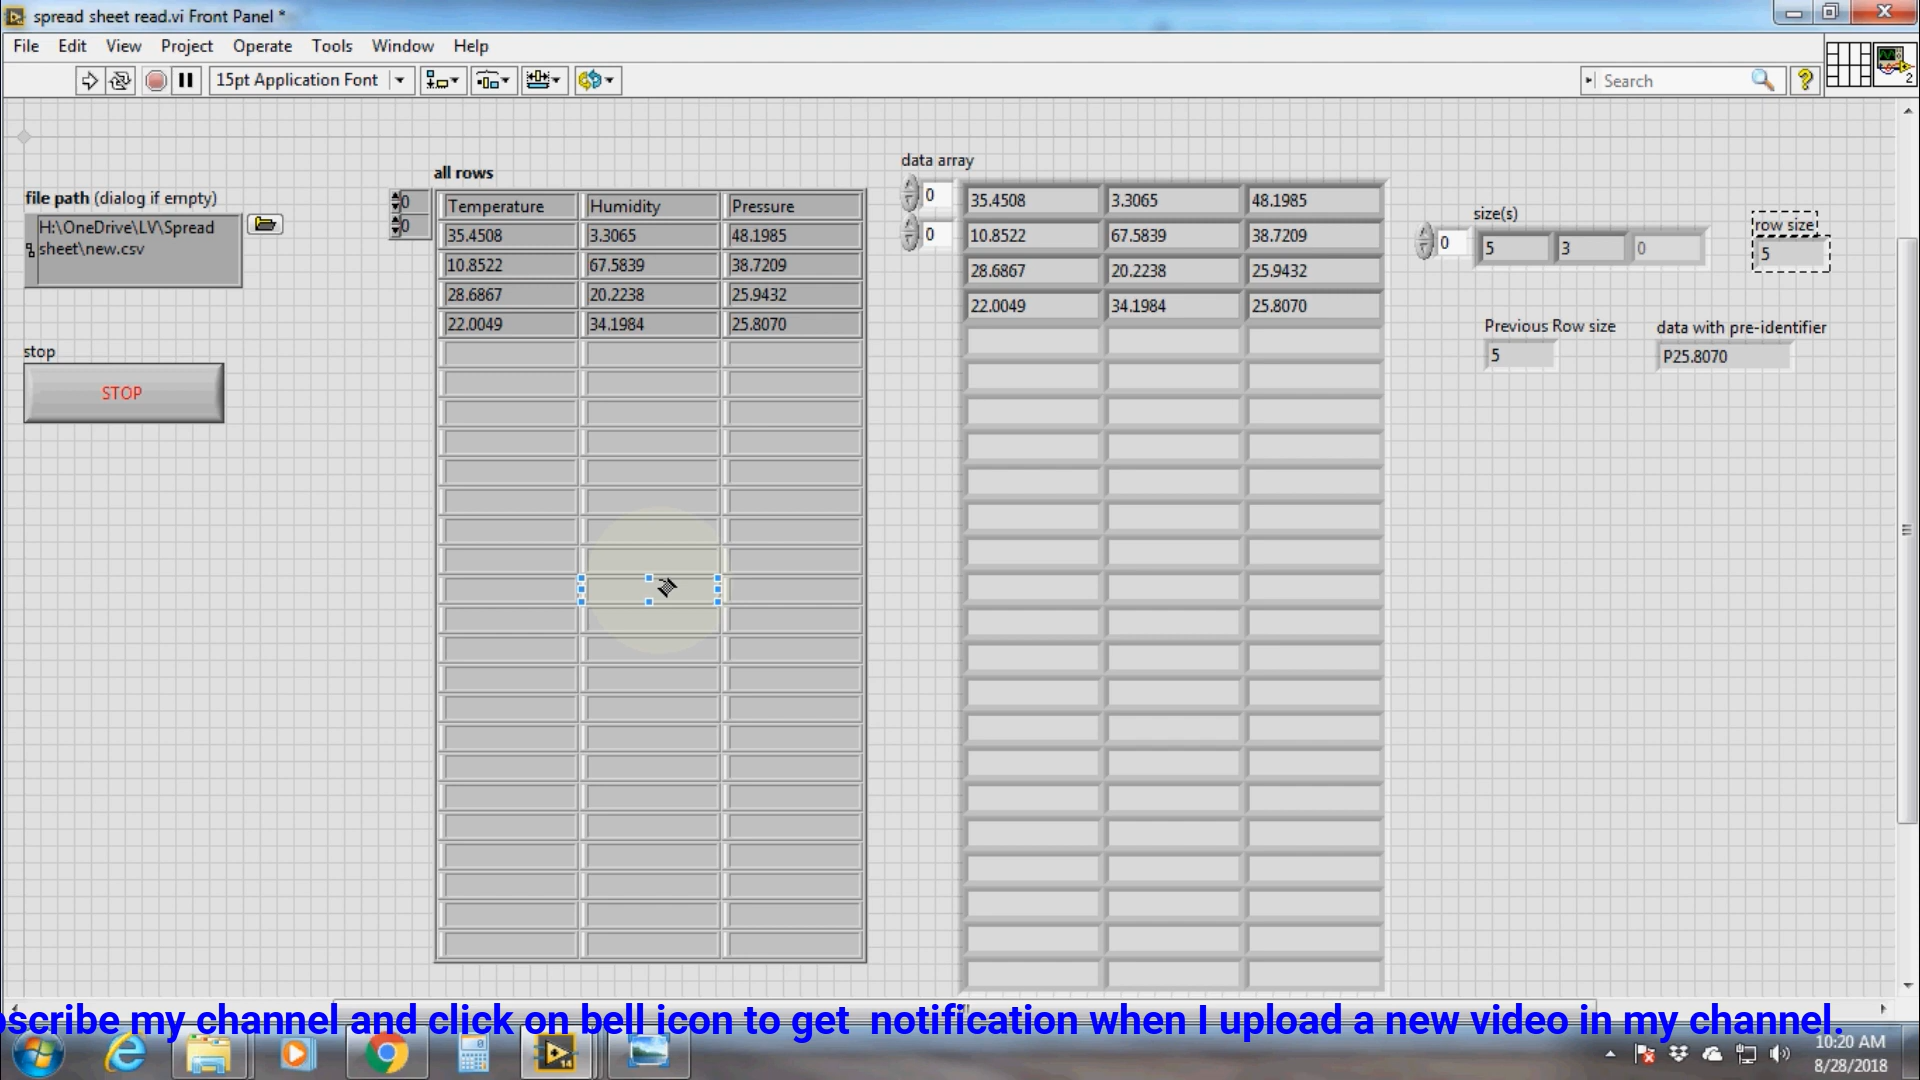 spread sheet read.vi Front Panel *
File Edit View Project Operate Tools Window Help
15pt Application Font
Search
2
file path (dialog if empty)
H:\OneDrive\LV\Spread
sheet\new.csv
stop
STOP
all rows
0
0
Temperature Humidity Pressure
35.4508 3.3065 48.1985
10.8522 67.5839 38.7209
28.6867 20.2238 25.9432
22.0049 34.1984 25.8070
data array
0
0
35.4508 3.3065 48.1985
10.8522 67.5839 38.7209
28.6867 20.2238 25.9432
22.0049 34.1984 25.8070
size(s)
0 5 3 0
row size
5
Previous Row size
5
data with pre-identifier
P25.8070
scribe my channel and click on bell icon to get notification when I upload a new video in my channel.
10:20 AM
8/28/2018